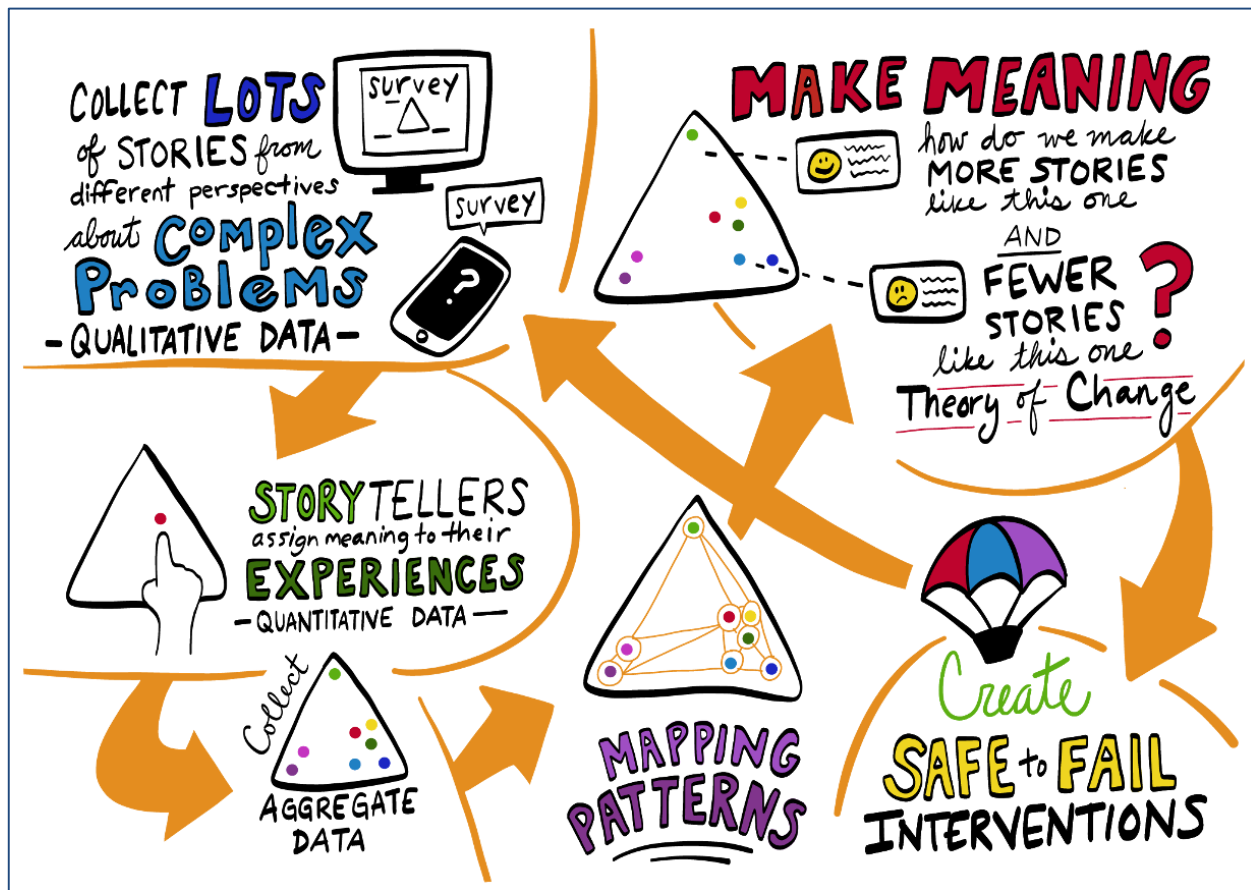 COLLECT LOTS
of STORIES from
different perspectives
about Complex
Problems
- QUALITATIVE DATA -
survey
survey
?
STORYTELLERS
assign meaning to their
EXPERIENCES
- QUANTITATIVE DATA -
Collect
AGGREGATE
DATA
MAPPING
PATTERNS
MAKE MEANING
how do we make
MORE STORIES
like this one
AND
FEWER
STORIES
like this one ?
Theory of Change
Create
SAFE to FAIL
INTERVENTIONS